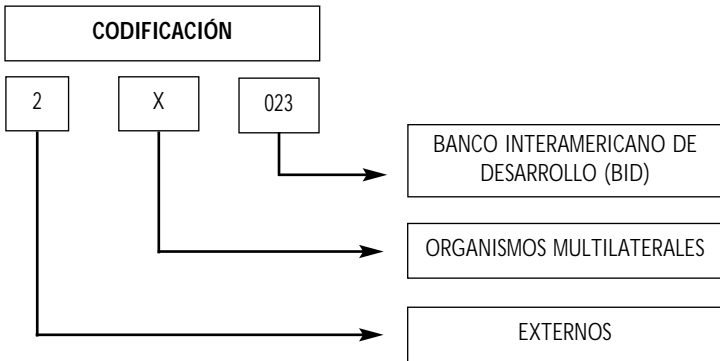 CODIFICACIÓN
2 X 023
BANCO INTERAMERICANO DE
DESARROLLO (BID)
ORGANISMOS MULTILATERALES
EXTERNOS